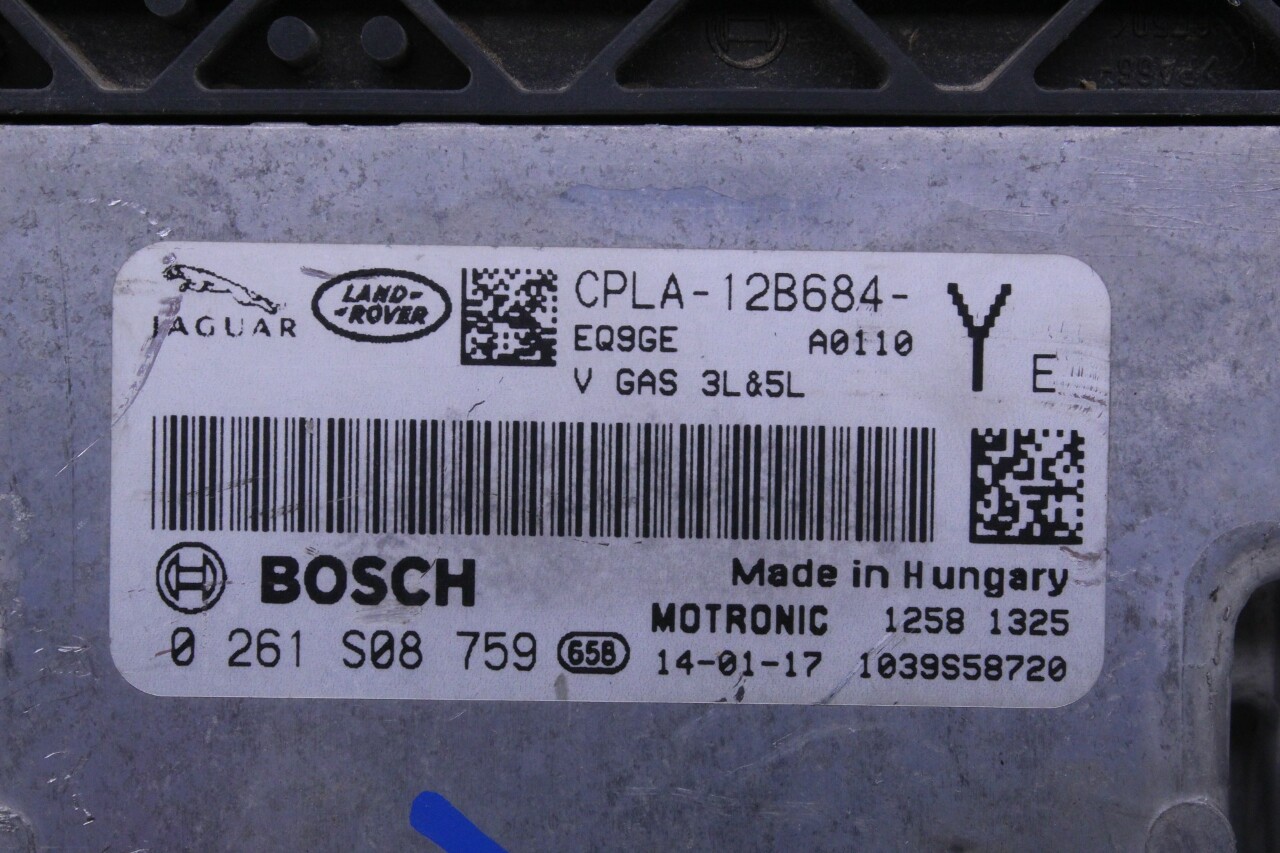 JAGUAR
LAND-
-ROVER
CPLA-12B684-
Y E
EQ9GE A0110
V GAS 3L&5L
BOSCH
Made in Hungary
MOTRONIC 1258 1325
0 261 S08 759 658
14-01-17 1039S58720